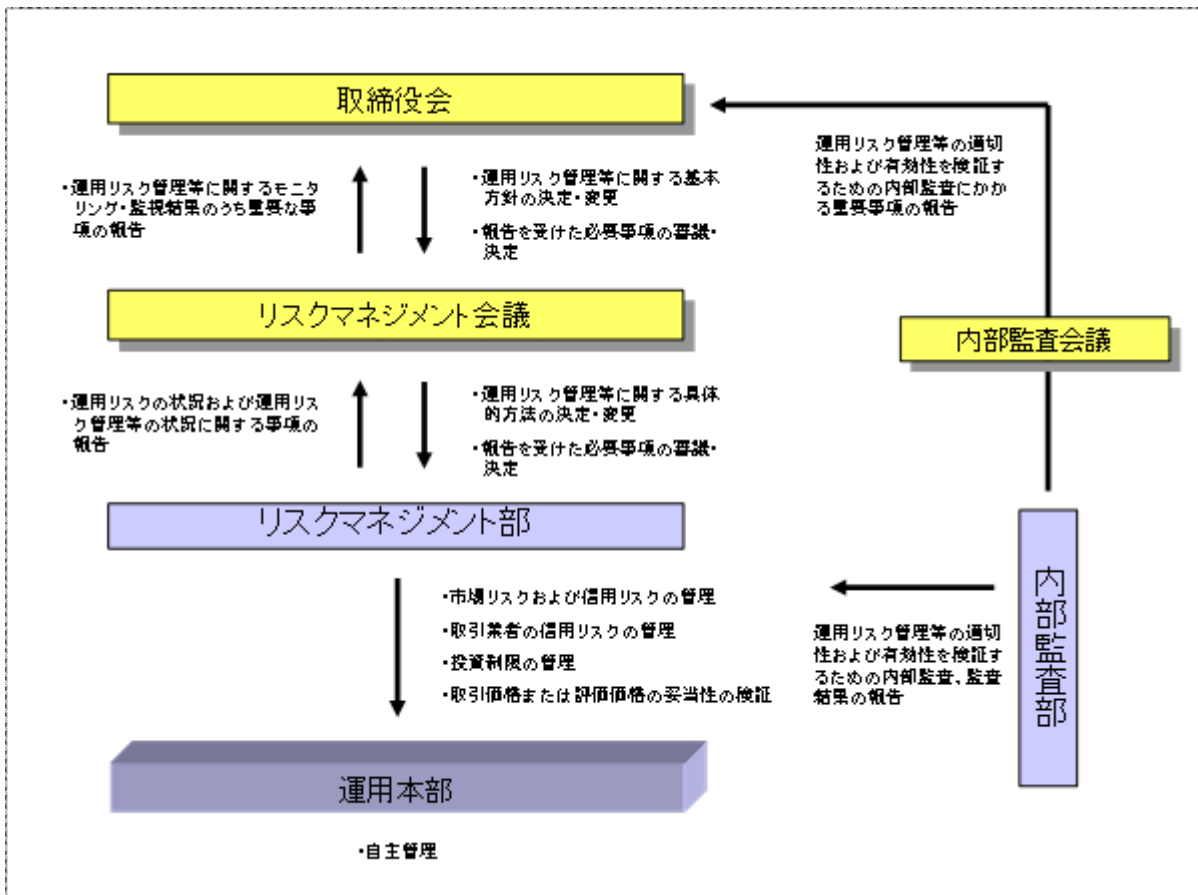 取締役会
・運用リスク管理等に関するモニ
タリング・監視結果のうち重要な事
項の報告
・運用リスク管理等に関する基本
方針の決定・変更
・報告を受けた必要事項の審議・
決定
運用リスク管理等の適切
性および有効性を検証す
るための内部監査にかか
る重要事項の報告
リスクマネジメント会議
内部監査会議
・運用リスクの状況および運用リス
ク管理等の状況に関する事項の
報告
・運用リスク管理等に関する具体
的方法の決定・変更
・報告を受けた必要事項の審議・
決定
リスクマネジメント部
内部監査部
・市場リスクおよび信用リスクの管理
・取引業者の信用リスクの管理
・投資制限の管理
・取引価格または評価価格の妥当性の検証
運用リスク管理等の適切
性および有効性を検証す
るための内部監査、監査
結果の報告
運用本部
・自主管理